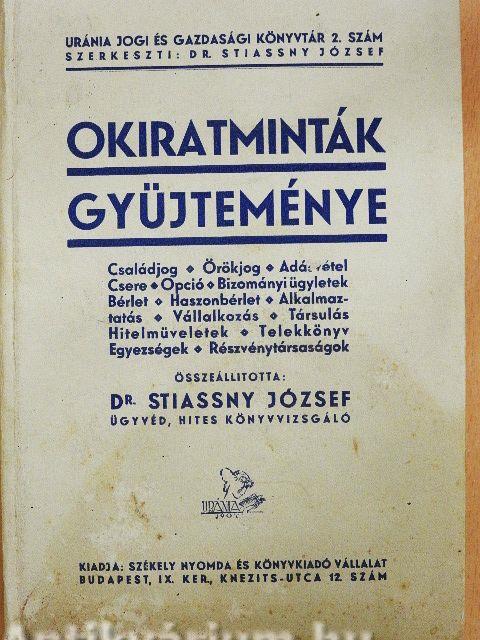 URÁNIA JOGI ÉS GAZDASÁGI KÖNYVTÁR 2. SZÁM
SZERKESZTI: DR. STIASSNY JÓZSEF
OKIRATMINTÁK
GYÜJTEMÉNYE
Családjog ◆ Örökjog ◆ Adásvétel
Csere ◆ Opció ◆ Bizományi ügyletek
Bérlet ◆ Haszonbérlet ◆ Alkalmaz-
tatás ◆ Vállalkozás ◆ Társulás
Hitelműveletek ◆ Telekkönyv
Egyezségek ◆ Részvénytársaságok
ÖSSZEÁLLITOTTA:
DR. STIASSNY JÓZSEF
ÜGYVÉD, HITES KÖNYVVIZSGÁLÓ
URÁNIA
KIADJA: SZÉKELY NYOMDA ÉS KÖNYVKIADÓ VÁLLALAT
BUDAPEST, IX. KER., KNEZITS-UTCA 12. SZÁM
Antikvárium.hu